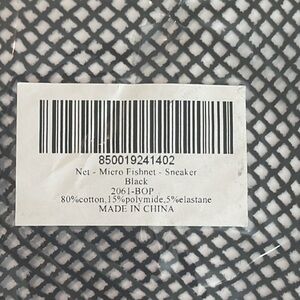 850019241402
Net - Micro Fishnet - Sneaker
Black
2061-BOP
80%cotton,15%polymide,5%elastane
MADE IN CHINA